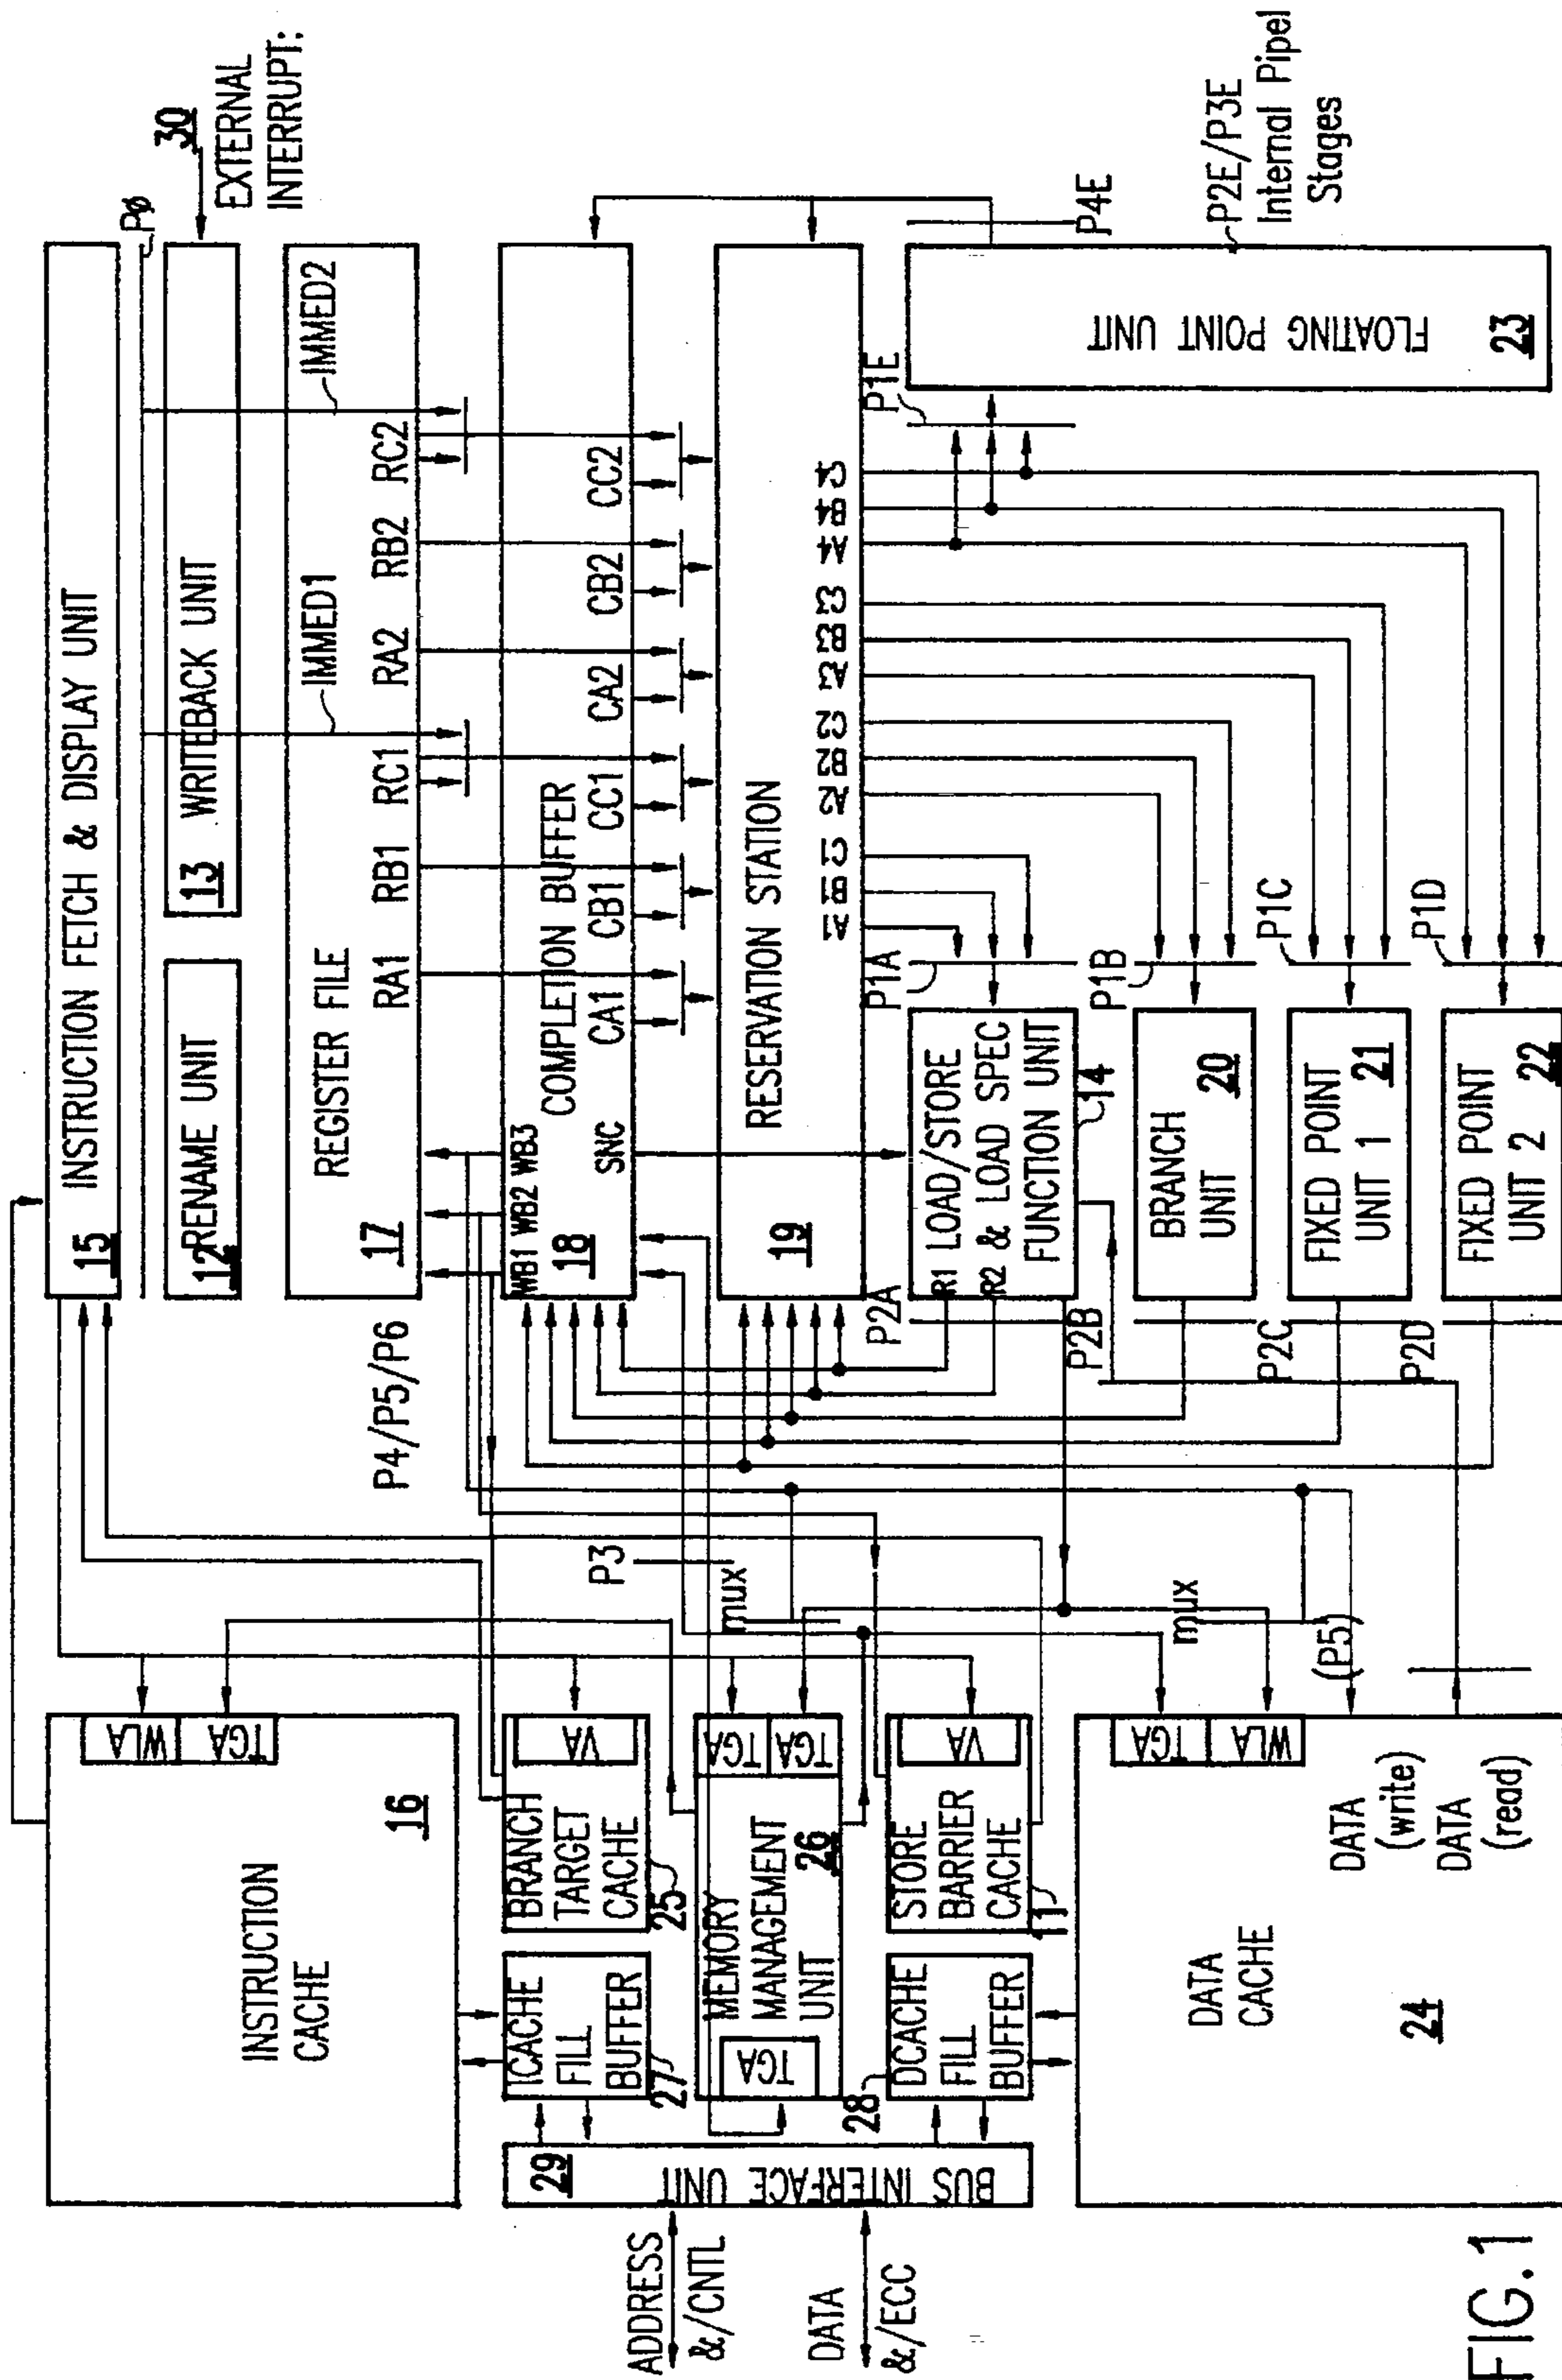 INSTRUCTION
CACHE
16
WLA
TGA
15
INSTRUCTION FETCH & DISPLAY UNIT
PØ
12
RENAME UNIT
13 WRITEBACK UNIT
30
EXTERNAL
INTERRUPT:
17
REGISTER FILE
IMMED1
IMMED2
RA1
RB1
RC1
RA2
RB2
RC2
P4/P5/P6
WB1 WB2 WB3
18
COMPLETION BUFFER
SNC
CA1
CB1
CC1
CA2
CB2
CC2
19
RESERVATION STATION
A1
B1
C1
A2
B2
C2
A3
B3
C3
A4
B4
C4
ADDRESS
&/CNTL
DATA
&/ECC
29
BUS INTERFACE UNIT
ICACHE
FILL
BUFFER
27
BRANCH
TARGET
CACHE
25
VA
MEMORY
MANAGEMENT
UNIT
26
TGA
TGA
TGA
DCACHE
FILL
BUFFER
28
STORE
BARRIER
CACHE
11
VA
DATA
CACHE
24
TGA
WLA
DATA
(write)
DATA
(read)
P3
mux
mux
(P5)
P2A
P2B
P2C
P2D
R1 LOAD/STORE
R2 & LOAD SPEC
FUNCTION UNIT
14
P1A
BRANCH
UNIT
20
P1B
FIXED POINT
UNIT 1
21
P1C
FIXED POINT
UNIT 2
22
P1D
P1E
FLOATING POINT UNIT
23
P4E
P2E/P3E
Internal Pipel
Stages
FIG.1